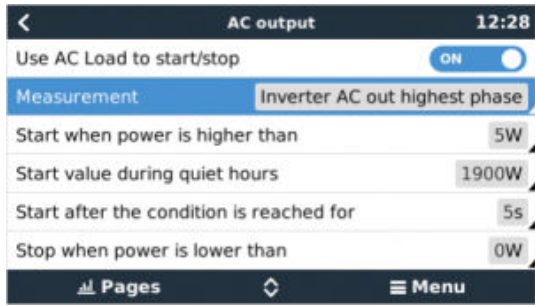 AC output 12:28
Use AC Load to start/stop ON
Measurement Inverter AC out highest phase
Start when power is higher than 5W
Start value during quiet hours 1900W
Start after the condition is reached for 5s
Stop when power is lower than 0W
Pages Menu